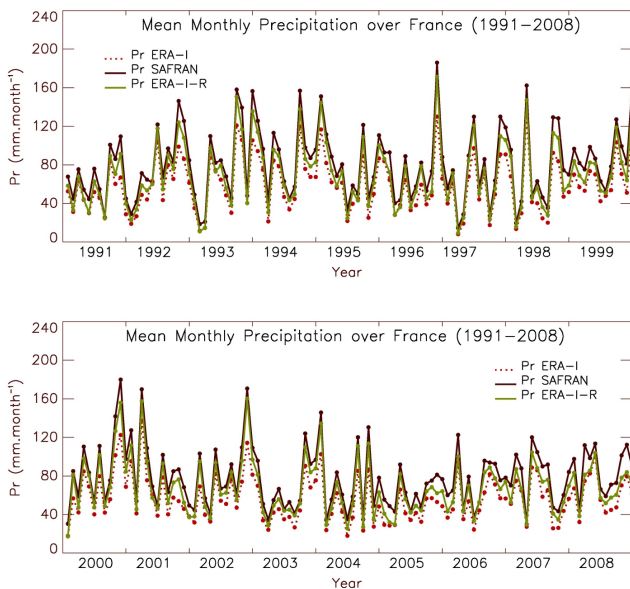 Mean Monthly Precipitation over France (1991−2008)
Pr ERA−I
Pr SAFRAN
Pr ERA−I−R
240
200
160
120
80
40
0
Pr (mm.month⁻¹)
1991 1992 1993 1994 1995 1996 1997 1998 1999
Year
Mean Monthly Precipitation over France (1991−2008)
Pr ERA−I
Pr SAFRAN
Pr ERA−I−R
240
200
160
120
80
40
0
Pr (mm.month⁻¹)
2000 2001 2002 2003 2004 2005 2006 2007 2008
Year